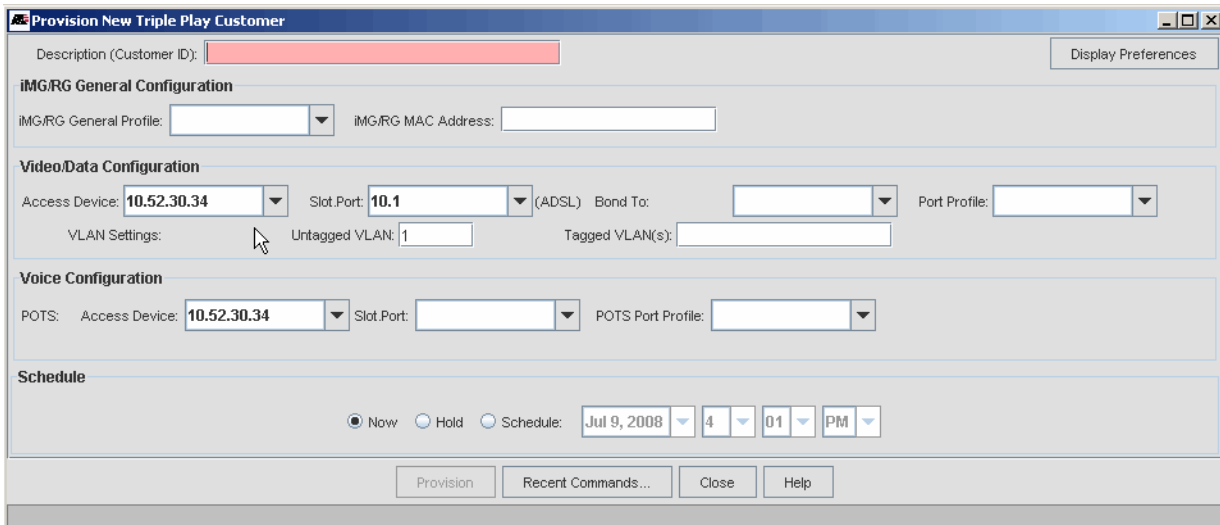 Provision New Triple Play Customer
Description (Customer ID):
Display Preferences
iMG/RG General Configuration
iMG/RG General Profile: iMG/RG MAC Address:
Video/Data Configuration
Access Device: 10.52.30.34 Slot.Port: 10.1 (ADSL) Bond To: Port Profile:
VLAN Settings: Untagged VLAN: 1 Tagged VLAN(s):
Voice Configuration
POTS: Access Device: 10.52.30.34 Slot.Port: POTS Port Profile:
Schedule
Now Hold Schedule: Jul 9, 2008 4 01 PM
Provision Recent Commands... Close Help